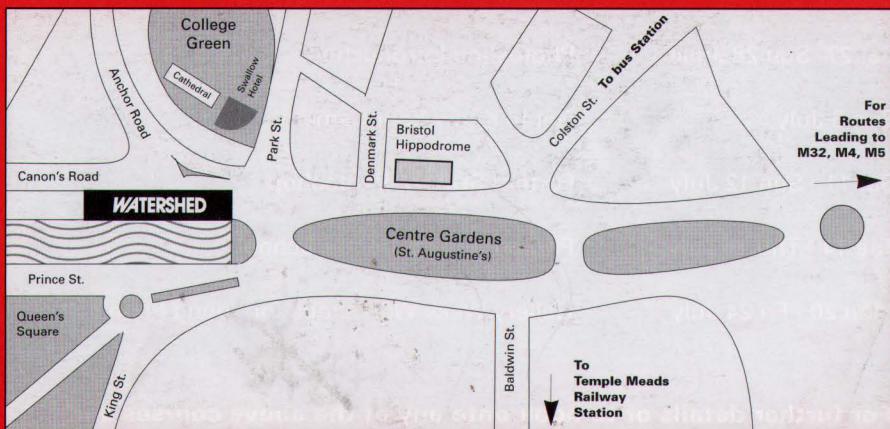 College
Green
Cathedral
Swallow
Hotel
Anchor Road
Park St.
Denmark St.
Bristol
Hippodrome
Colston St.
To bus Station
For
Routes
Leading to
M32, M4, M5
Canon's Road
WATERSHED
Centre Gardens
(St. Augustine's)
Prince St.
Queen's
Square
King St.
Baldwin St.
To
Temple Meads
Railway
Station